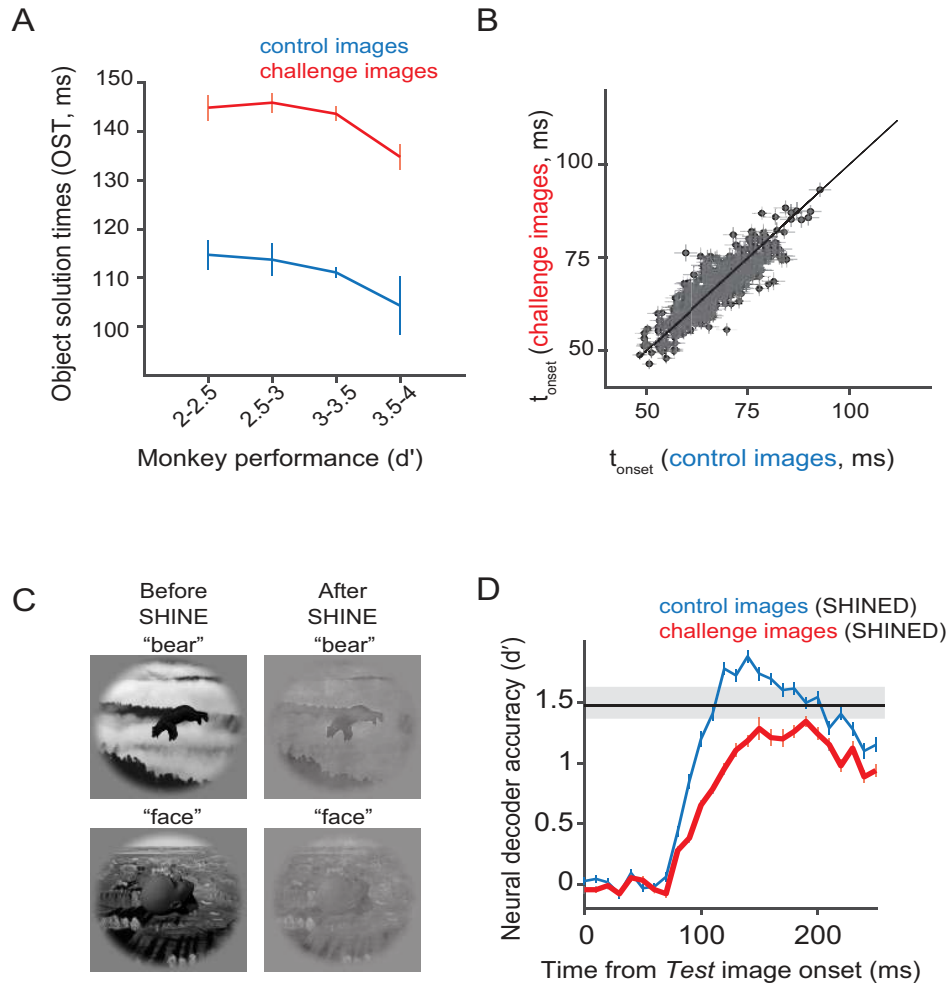 A
control images
challenge images
Object solution times (OST, ms)
150
140
130
120
110
100
2-2.5
2.5-3
3-3.5
3.5-4
Monkey performance (d')
B
t_onset (challenge images, ms)
100
75
50
50
75
100
t_onset (control images, ms)
C
Before
SHINE
"bear"
After
SHINE
"bear"
"face"
"face"
D
control images (SHINED)
challenge images (SHINED)
Neural decoder accuracy (d')
1.5
1
0.5
0
0
100
200
Time from Test image onset (ms)